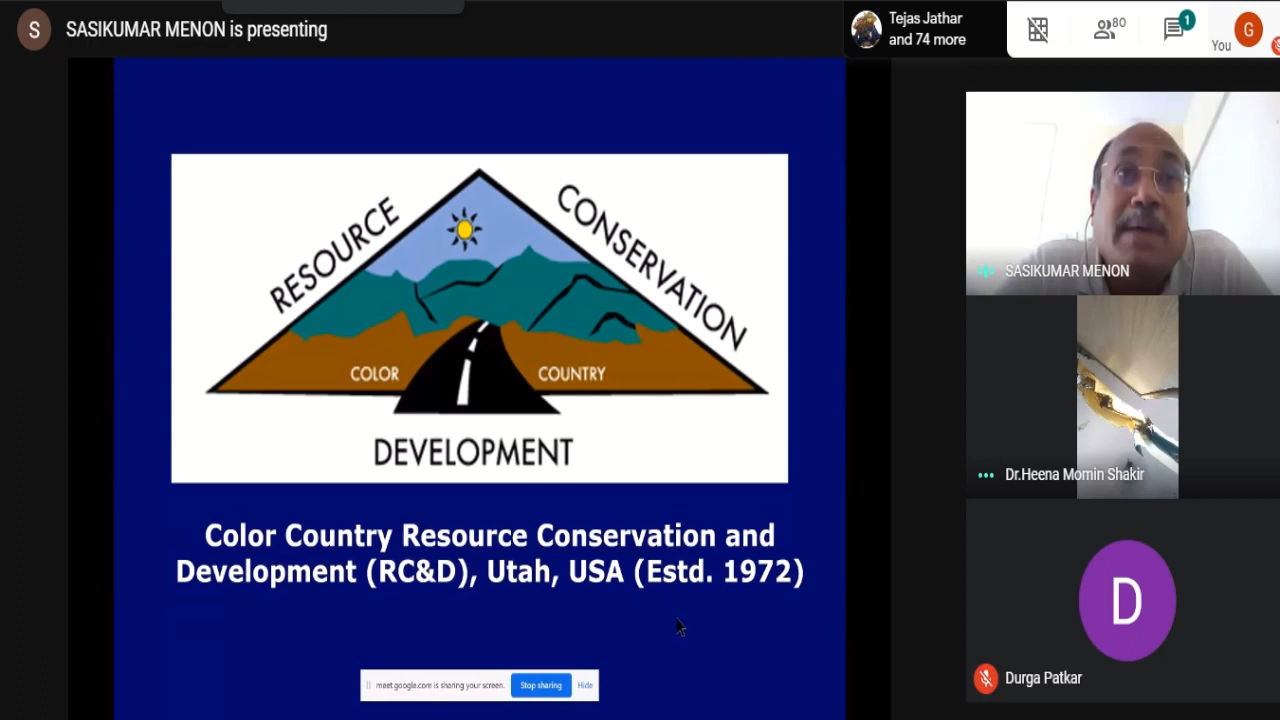 S
SASIKUMAR MENON is presenting
Tejas Jathar
and 74 more
80
1
You
G
RESOURCE
CONSERVATION
COLOR
COUNTRY
DEVELOPMENT
Color Country Resource Conservation and
Development (RC&D), Utah, USA (Estd. 1972)
meet.google.com is sharing your screen.
Stop sharing
Hide
SASIKUMAR MENON
Dr.Heena Momin Shakir
D
Durga Patkar